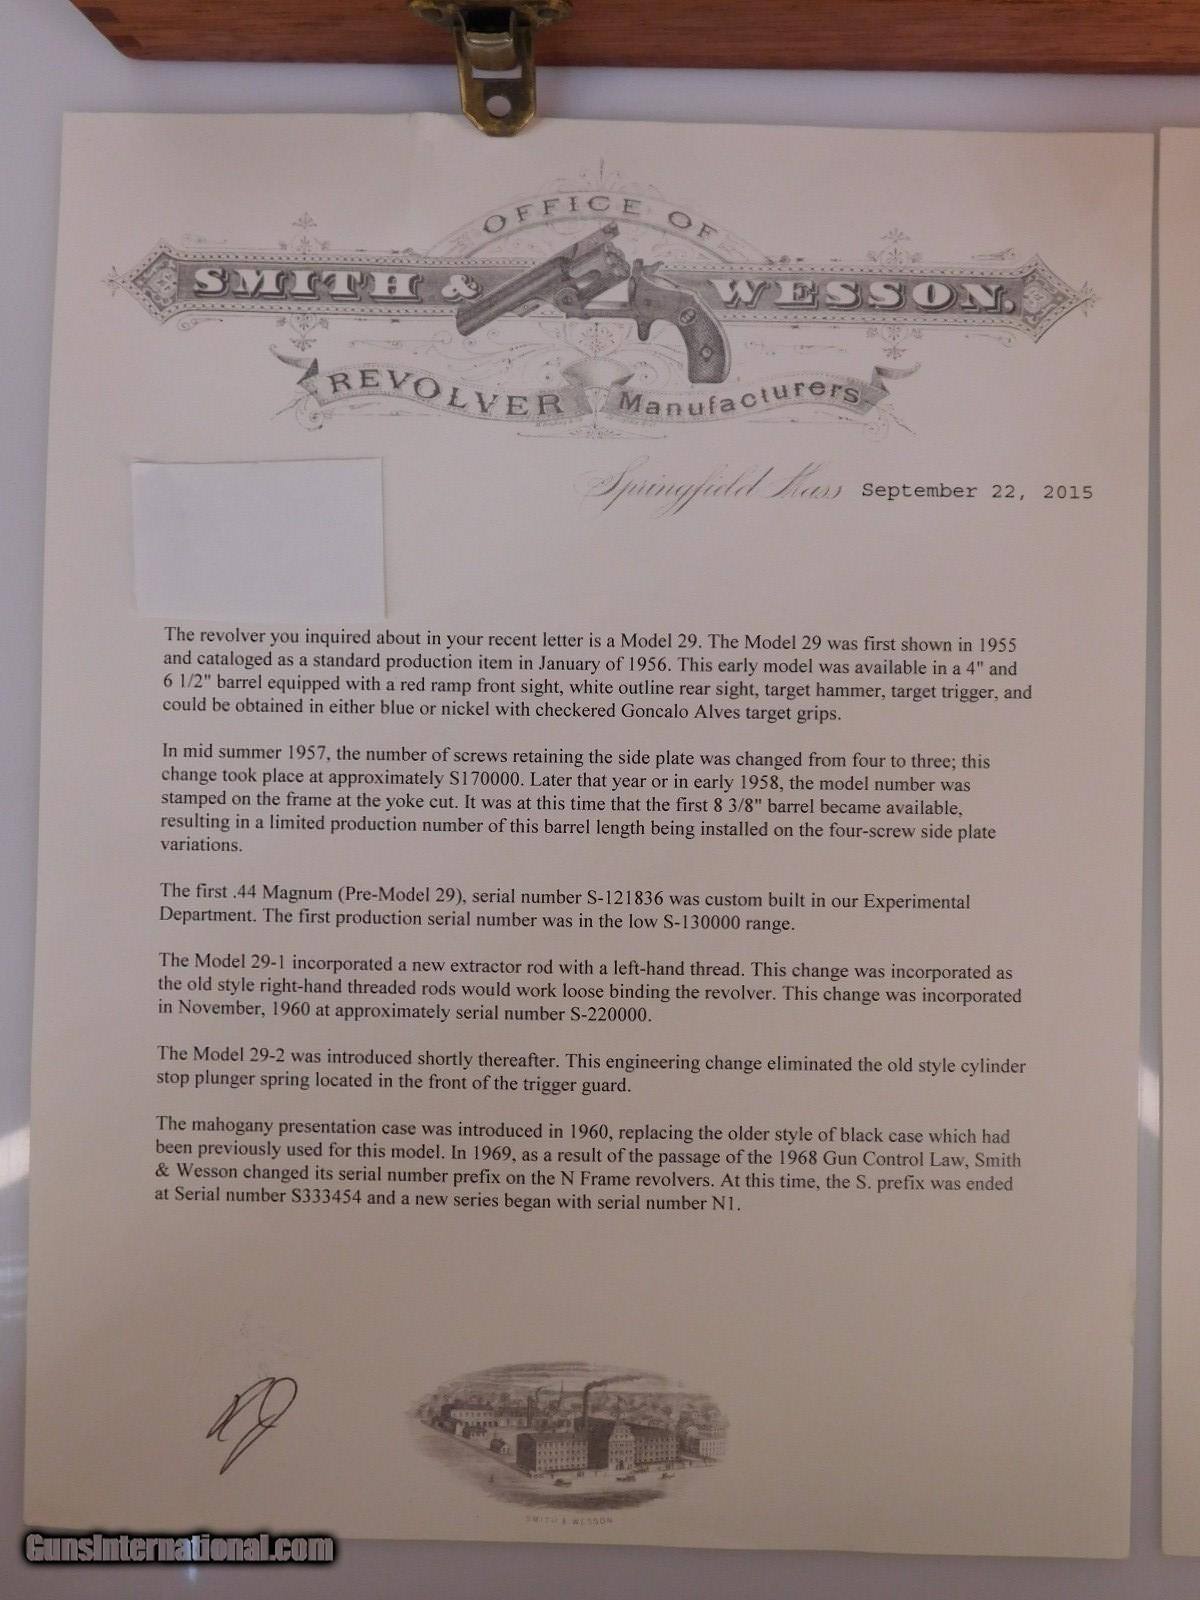 OFFICE OF
SMITH & WESSON.
REVOLVER Manufacturers
Springfield Mass September 22, 2015
The revolver you inquired about in your recent letter is a Model 29. The Model 29 was first shown in 1955
and cataloged as a standard production item in January of 1956. This early model was available in a 4" and
6 1/2" barrel equipped with a red ramp front sight, white outline rear sight, target hammer, target trigger, and
could be obtained in either blue or nickel with checkered Goncalo Alves target grips.
In mid summer 1957, the number of screws retaining the side plate was changed from four to three; this
change took place at approximately S170000. Later that year or in early 1958, the model number was
stamped on the frame at the yoke cut. It was at this time that the first 8 3/8" barrel became available,
resulting in a limited production number of this barrel length being installed on the four-screw side plate
variations.
The first .44 Magnum (Pre-Model 29), serial number S-121836 was custom built in our Experimental
Department. The first production serial number was in the low S-130000 range.
The Model 29-1 incorporated a new extractor rod with a left-hand thread. This change was incorporated as
the old style right-hand threaded rods would work loose binding the revolver. This change was incorporated
in November, 1960 at approximately serial number S-220000.
The Model 29-2 was introduced shortly thereafter. This engineering change eliminated the old style cylinder
stop plunger spring located in the front of the trigger guard.
The mahogany presentation case was introduced in 1960, replacing the older style of black case which had
been previously used for this model. In 1969, as a result of the passage of the 1968 Gun Control Law, Smith
& Wesson changed its serial number prefix on the N Frame revolvers. At this time, the S. prefix was ended
at Serial number S333454 and a new series began with serial number N1.
SMITH & WESSON
GunsInternational.com